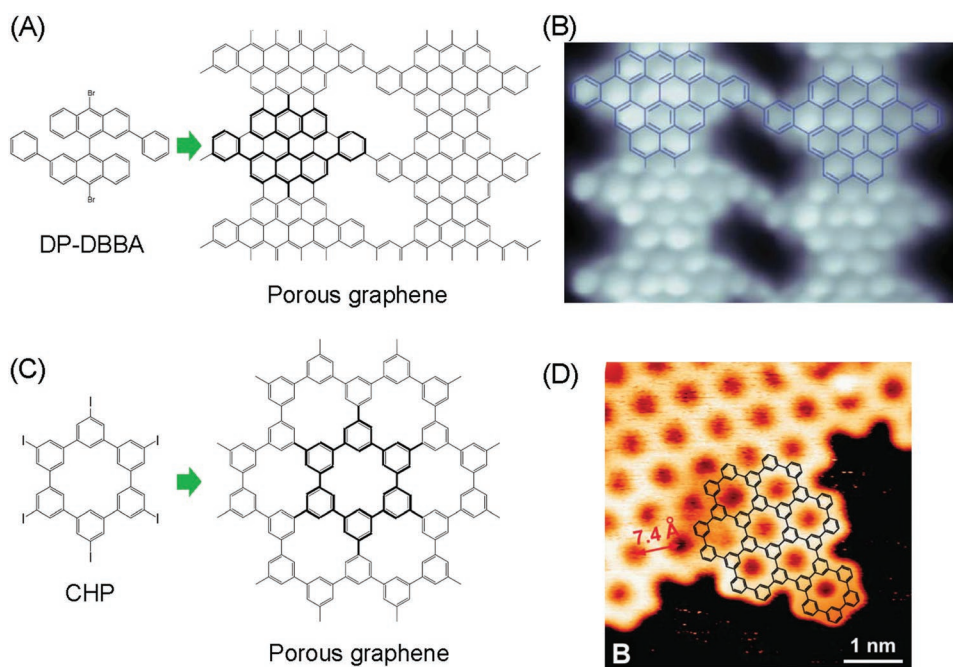 (A)
Br
Br
DP-DBBA
Porous graphene
(B)
(C)
I
I
I
I
I
I
CHP
Porous graphene
(D)
7.4 Å
B
1 nm